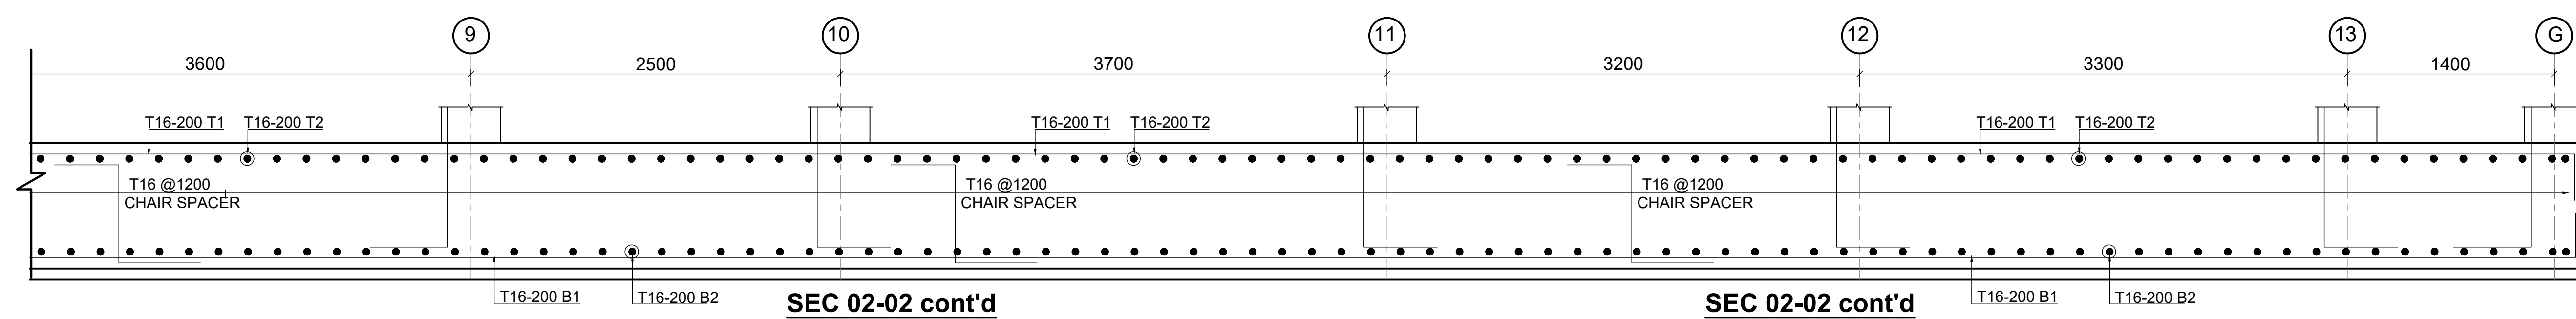 9
10
11
12
13
G
3600
2500
3700
3200
3300
1400
T16-200 T1
T16-200 T2
T16-200 T1
T16-200 T2
T16-200 T1
T16-200 T2
T16 @1200
CHAIR SPACER
T16 @1200
CHAIR SPACER
T16 @1200
CHAIR SPACER
T16-200 B1
T16-200 B2
SEC 02-02 cont'd
SEC 02-02 cont'd
T16-200 B1
T16-200 B2